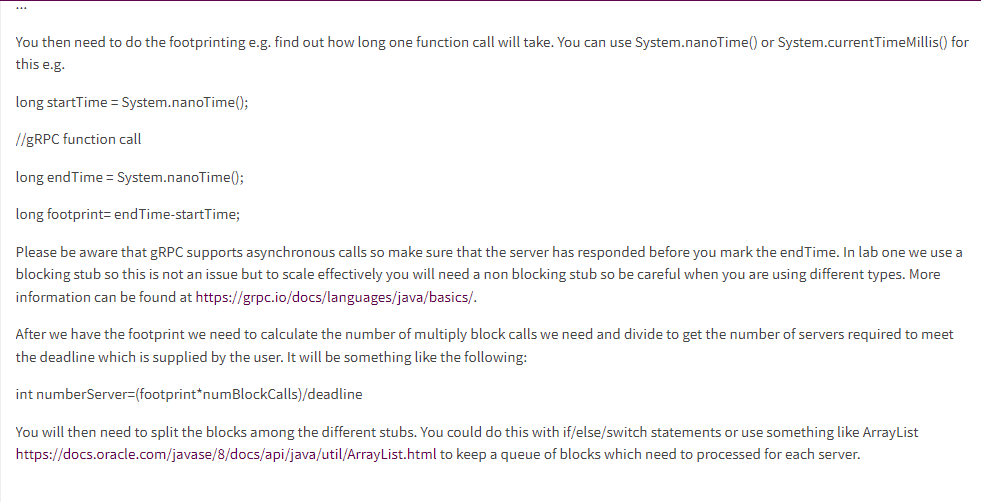 ...
You then need to do the footprinting e.g. find out how long one function call will take. You can use System.nanoTime() or System.currentTimeMillis() for
this e.g.
long startTime = System.nanoTime();
//gRPC function call
long endTime = System.nanoTime();
long footprint= endTime-startTime;
Please be aware that gRPC supports asynchronous calls so make sure that the server has responded before you mark the endTime. In lab one we use a
blocking stub so this is not an issue but to scale effectively you will need a non blocking stub so be careful when you are using different types. More
information can be found at https://grpc.io/docs/languages/java/basics/.
After we have the footprint we need to calculate the number of multiply block calls we need and divide to get the number of servers required to meet
the deadline which is supplied by the user. It will be something like the following:
int numberServer=(footprint*numBlockCalls)/deadline
You will then need to split the blocks among the different stubs. You could do this with if/else/switch statements or use something like ArrayList
https://docs.oracle.com/javase/8/docs/api/java/util/ArrayList.html to keep a queue of blocks which need to processed for each server.